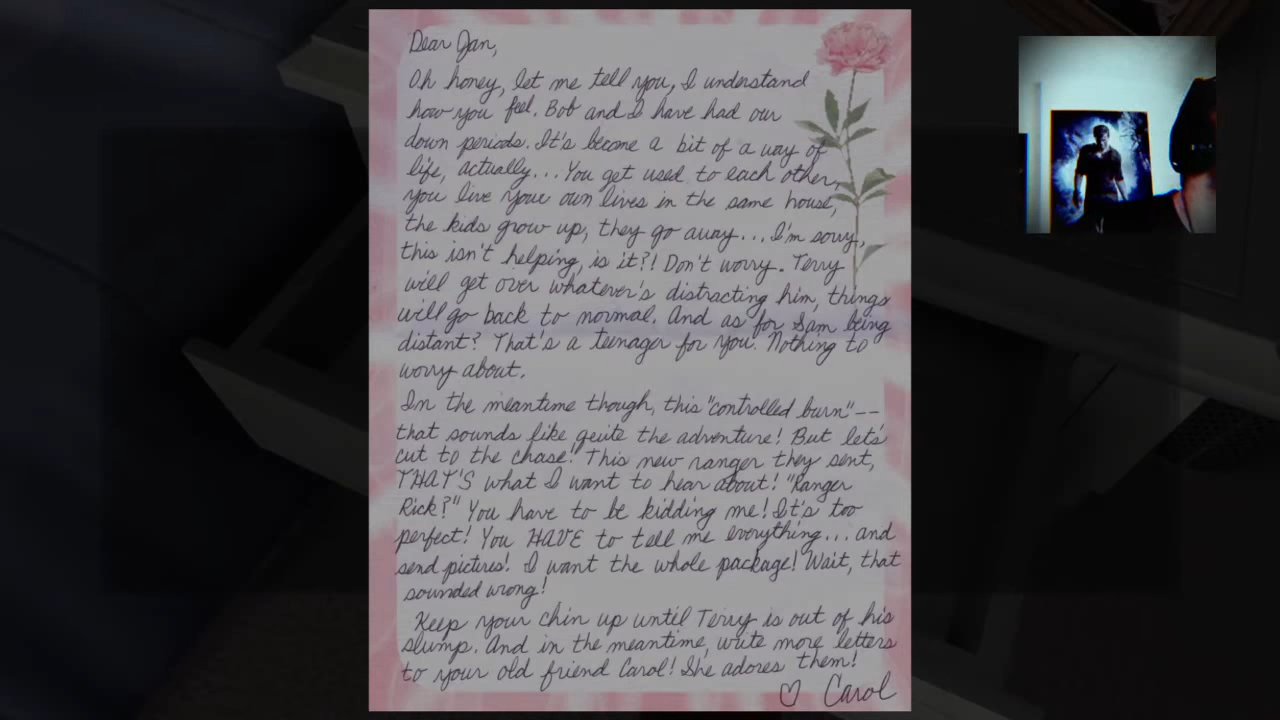 Dear Jan,
Oh honey, let me tell you, I understand
how you feel. Bob and I have had our
down periods. It's become a bit of a way of
life, actually... You get used to each other,
you live your own lives in the same house,
the kids grow up, they go away... I'm sorry,
this isn't helping, is it?! Don't worry. Terry
will get over whatever's distracting him, things
will go back to normal. And as for Sam being
distant? That's a teenager for you. Nothing to
worry about.
In the meantime though, this "controlled burn"--
that sounds like quite the adventure! But let's
cut to the chase! This new ranger they sent,
THAT'S what I want to hear about! "Ranger
Rick?" You have to be kidding me! It's too
perfect! You HAVE to tell me everything... and
send pictures! I want the whole package! Wait, that
sounded wrong!
Keep your chin up until Terry is out of his
slump. And in the meantime, write more letters
to your old friend Carol! She adores them!
♡ Carol